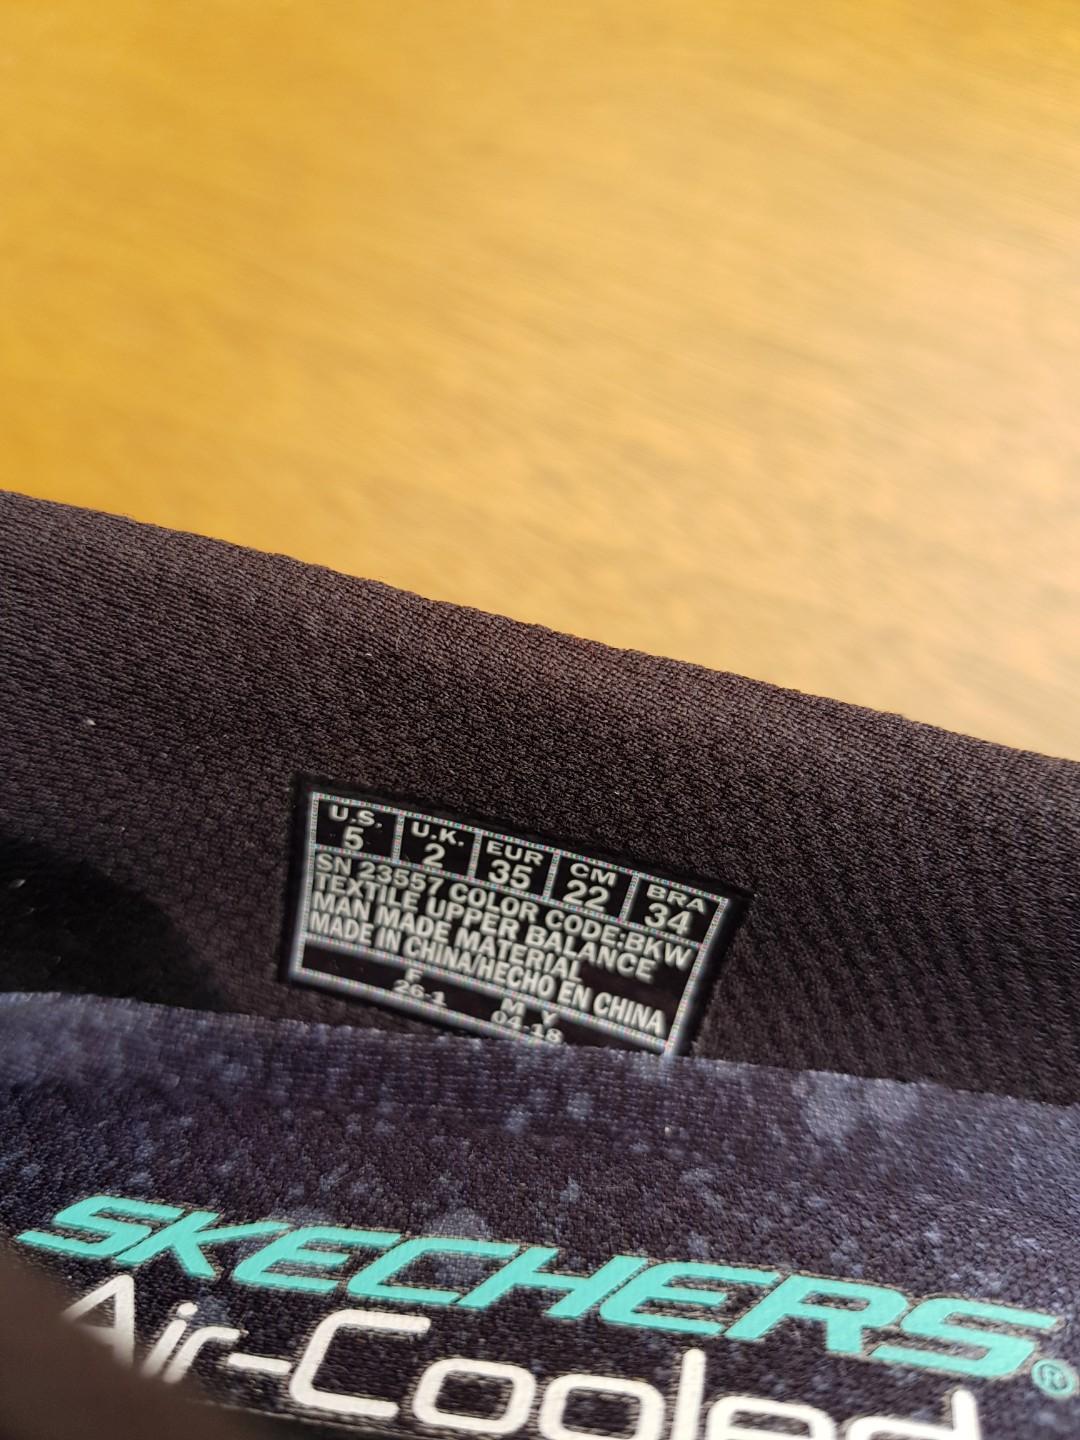 U.S. U.K. EUR CM BRA
5 2 35 22 34
SN 23557 COLOR CODE:BKW
TEXTILE UPPER BALANCE
MAN MADE MATERIAL
MADE IN CHINA/HECHO EN CHINA
F M Y
26-1 04-18
SKECHERS®
Air-Cooled